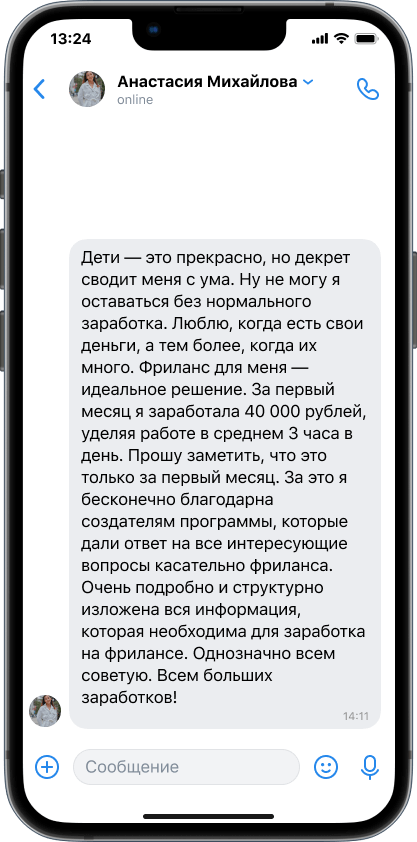 13:24
Анастасия Михайлова
online
Дети — это прекрасно, но декрет
сводит меня с ума. Ну не могу я
оставаться без нормального
заработка. Люблю, когда есть свои
деньги, а тем более, когда их
много. Фриланс для меня —
идеальное решение. За первый
месяц я заработала 40 000 рублей,
уделяя работе в среднем 3 часа в
день. Прошу заметить, что это
только за первый месяц. За это я
бесконечно благодарна
создателям программы, которые
дали ответ на все интересующие
вопросы касательно фриланса.
Очень подробно и структурно
изложена вся информация,
которая необходима для заработка
на фрилансе. Однозначно всем
советую. Всем больших
заработков!
14:11
Сообщение